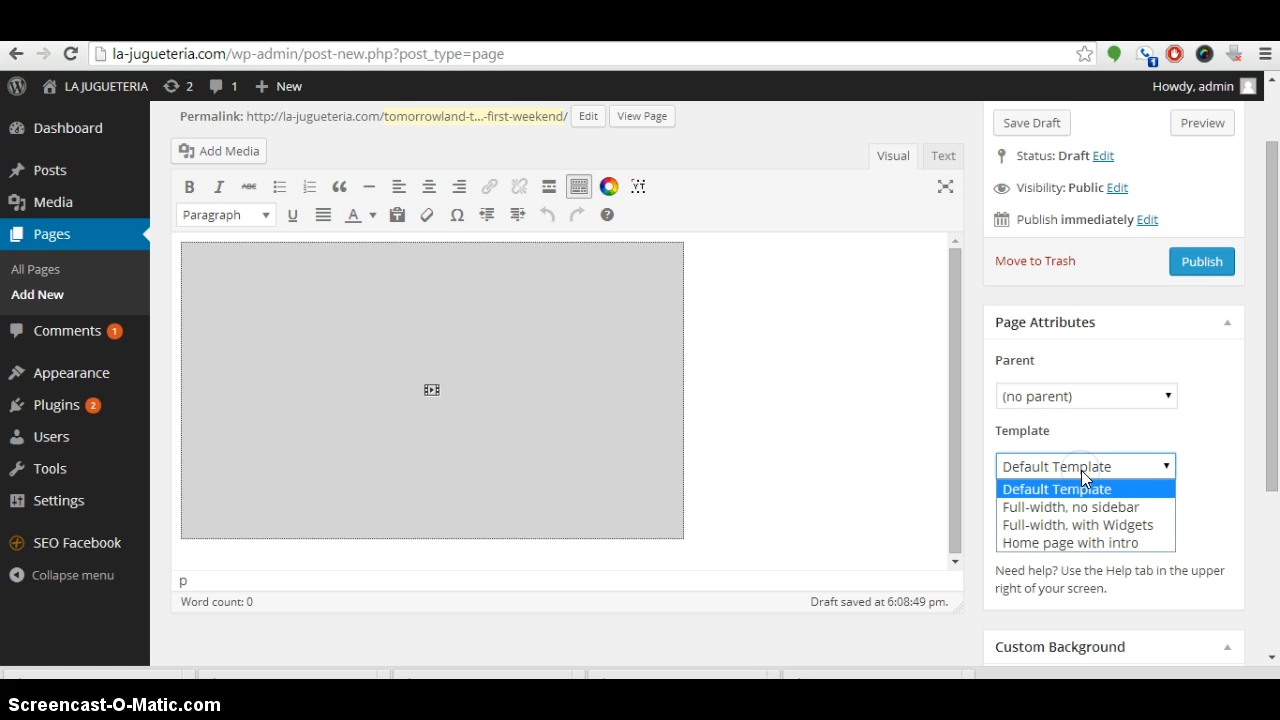 la-jugueteria.com/wp-admin/post-new.php?post_type=page
1
LA JUGUETERIA 2 1 New Howdy, admin
Dashboard
Posts
Media
Pages
All Pages
Add New
Comments 1
Appearance
Plugins 2
Users
Tools
Settings
SEO Facebook
Collapse menu
Permalink: http://la-jugueteria.com/tomorrowland-t...-first-weekend/ Edit View Page
Add Media
Visual Text
B I ABC
Paragraph U A Ω
p
Word count: 0 Draft saved at 6:08:49 pm.
Save Draft Preview
Status: Draft Edit
Visibility: Public Edit
Publish immediately Edit
Move to Trash Publish
Page Attributes
Parent
(no parent)
Template
Default Template
Default Template
Full-width, no sidebar
Full-width, with Widgets
Home page with intro
Need help? Use the Help tab in the upper
right of your screen.
Custom Background
Screencast-O-Matic.com